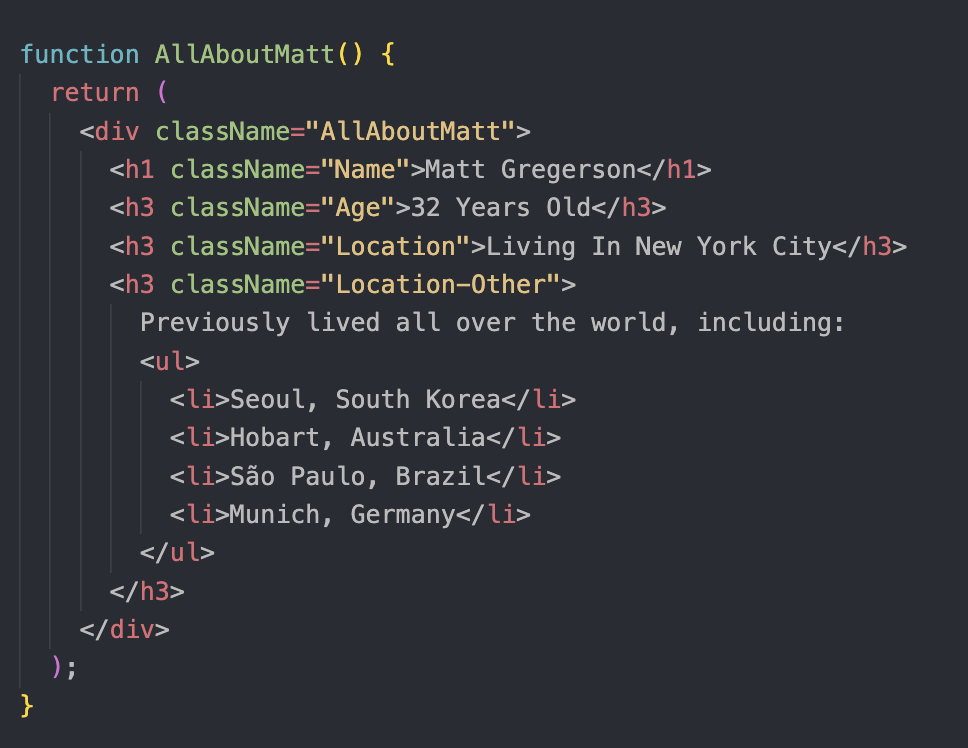 function AllAboutMatt() {
  return (
    <div className="AllAboutMatt">
      <h1 className="Name">Matt Gregerson</h1>
      <h3 className="Age">32 Years Old</h3>
      <h3 className="Location">Living In New York City</h3>
      <h3 className="Location-Other">
        Previously lived all over the world, including:
        <ul>
          <li>Seoul, South Korea</li>
          <li>Hobart, Australia</li>
          <li>São Paulo, Brazil</li>
          <li>Munich, Germany</li>
        </ul>
      </h3>
    </div>
  );
}